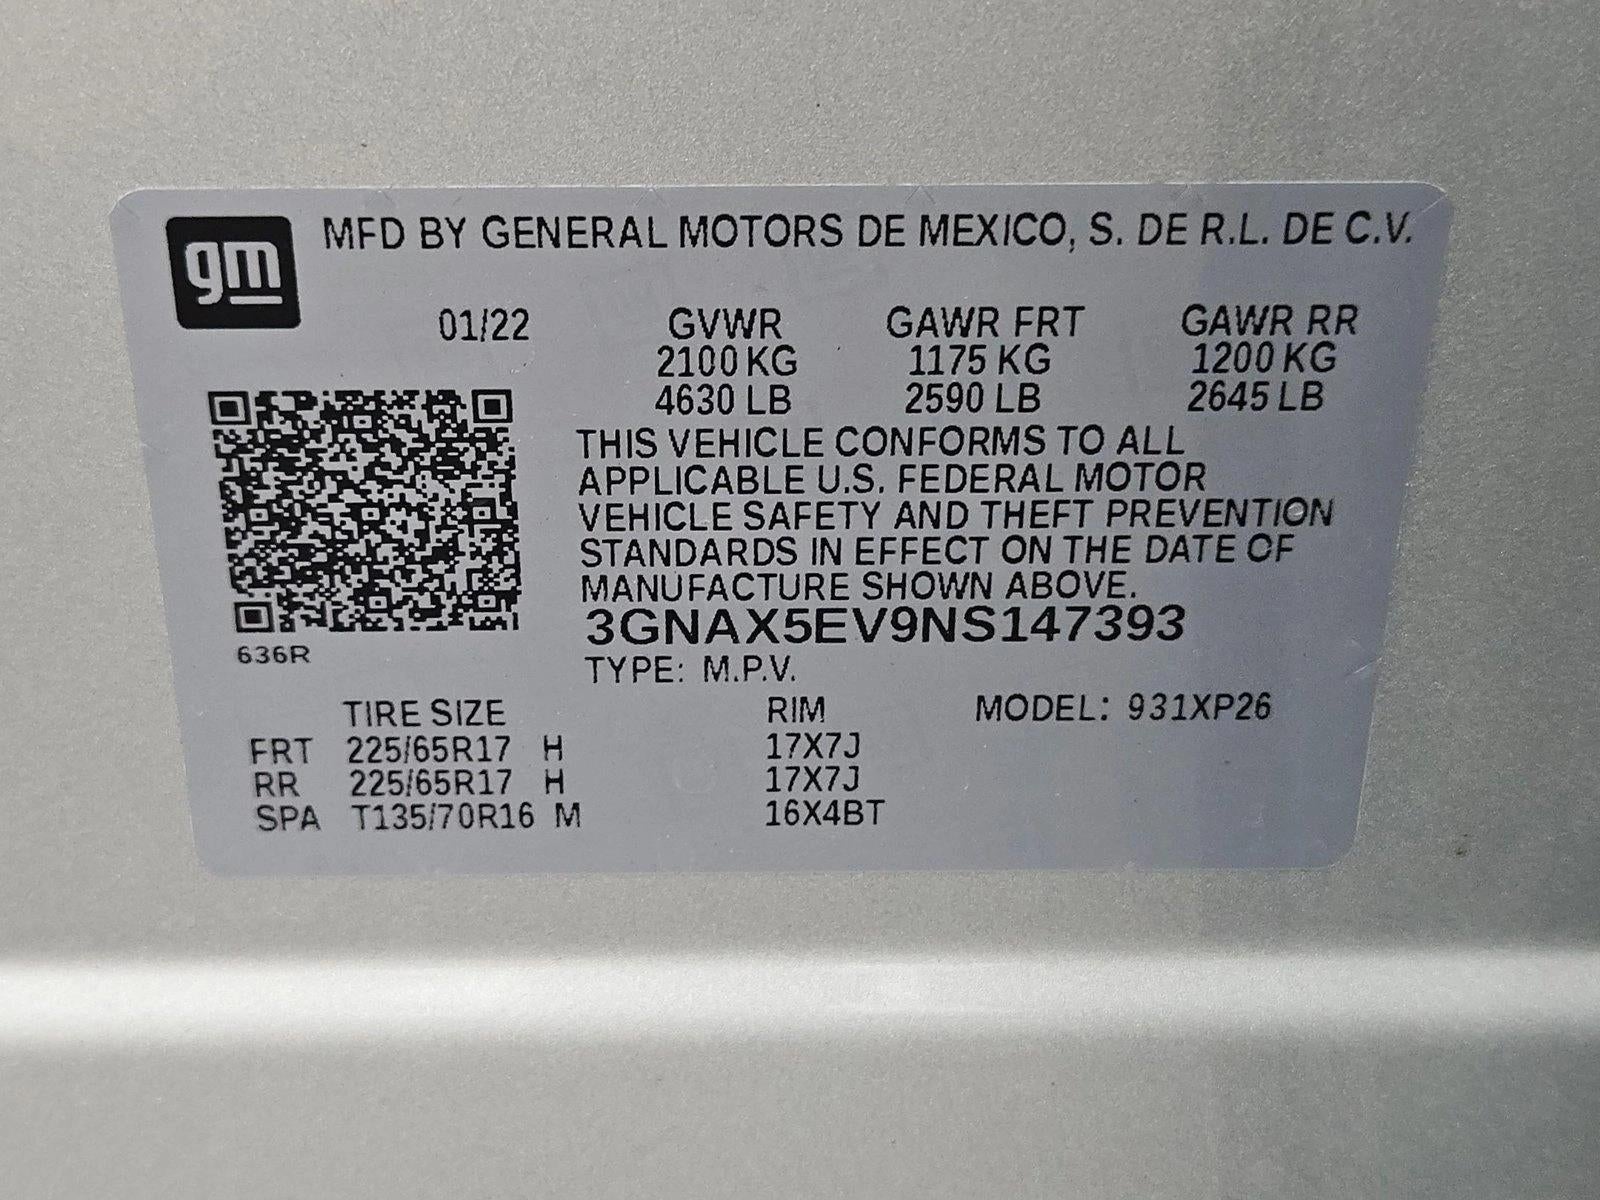 gm
MFD BY GENERAL MOTORS DE MEXICO, S. DE R.L. DE C.V.
01/22 GVWR GAWR FRT GAWR RR
2100 KG 1175 KG 1200 KG
4630 LB 2590 LB 2645 LB
THIS VEHICLE CONFORMS TO ALL
APPLICABLE U.S. FEDERAL MOTOR
VEHICLE SAFETY AND THEFT PREVENTION
STANDARDS IN EFFECT ON THE DATE OF
MANUFACTURE SHOWN ABOVE.
3GNAX5EV9NS147393
636R
TYPE: M.P.V.
TIRE SIZE RIM MODEL: 931XP26
FRT 225/65R17 H 17X7J
RR 225/65R17 H 17X7J
SPA T135/70R16 M 16X4BT